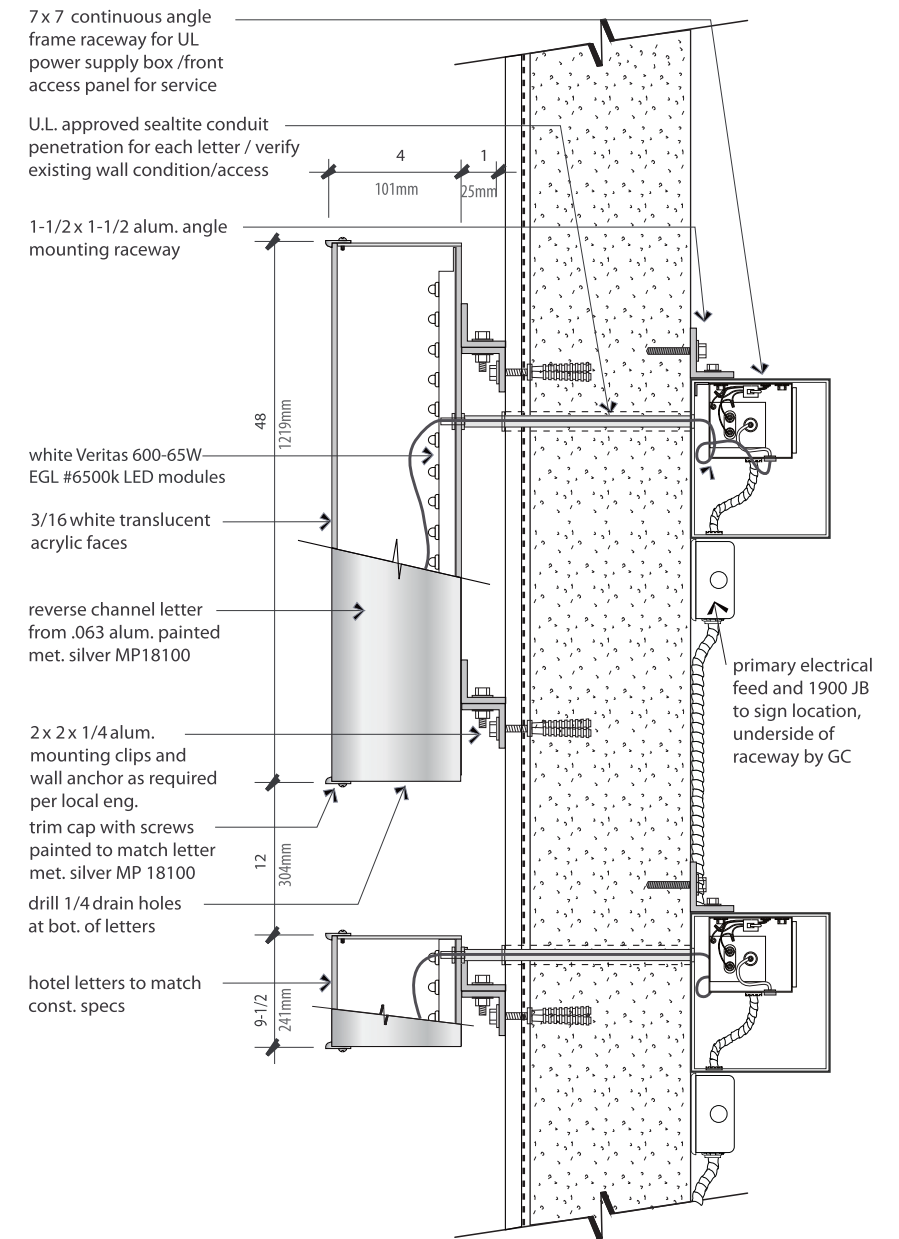 7 x 7 continuous angle
frame raceway for UL
power supply box /front
access panel for service
U.L. approved sealtite conduit
penetration for each letter / verify
existing wall condition/access
4
1
101mm
25mm
1-1/2 x 1-1/2 alum. angle
mounting raceway
48
1219mm
white Veritas 600-65W
EGL #6500k LED modules
3/16 white translucent
acrylic faces
reverse channel letter
from .063 alum. painted
met. silver MP18100
primary electrical
feed and 1900 JB
to sign location,
underside of
raceway by GC
2 x 2 x 1/4 alum.
mounting clips and
wall anchor as required
per local eng.
trim cap with screws
painted to match letter
met. silver MP 18100
12
304mm
drill 1/4 drain holes
at bot. of letters
hotel letters to match
const. specs
9-1/2
241mm